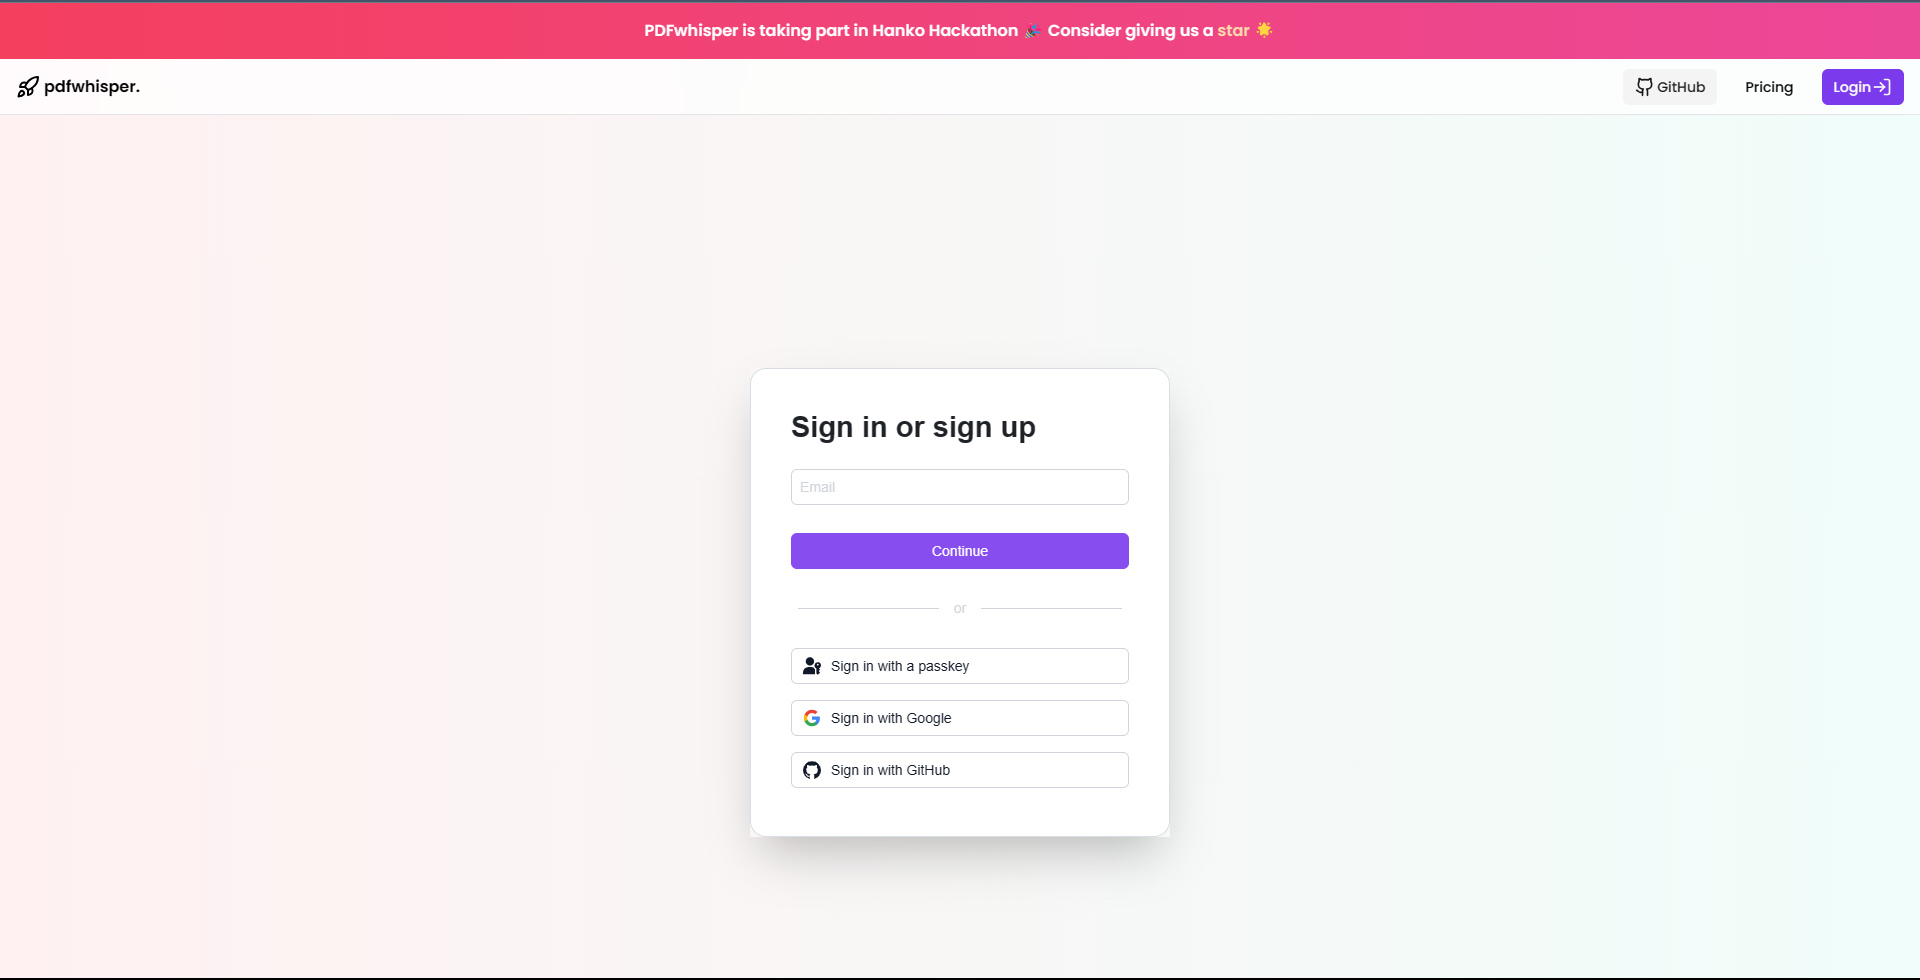 PDFwhisper is taking part in Hanko Hackathon 🎉 Consider giving us a star 🌟
pdfwhisper.
GitHub
Pricing
Login
Sign in or sign up
Email
Continue
or
Sign in with a passkey
Sign in with Google
Sign in with GitHub